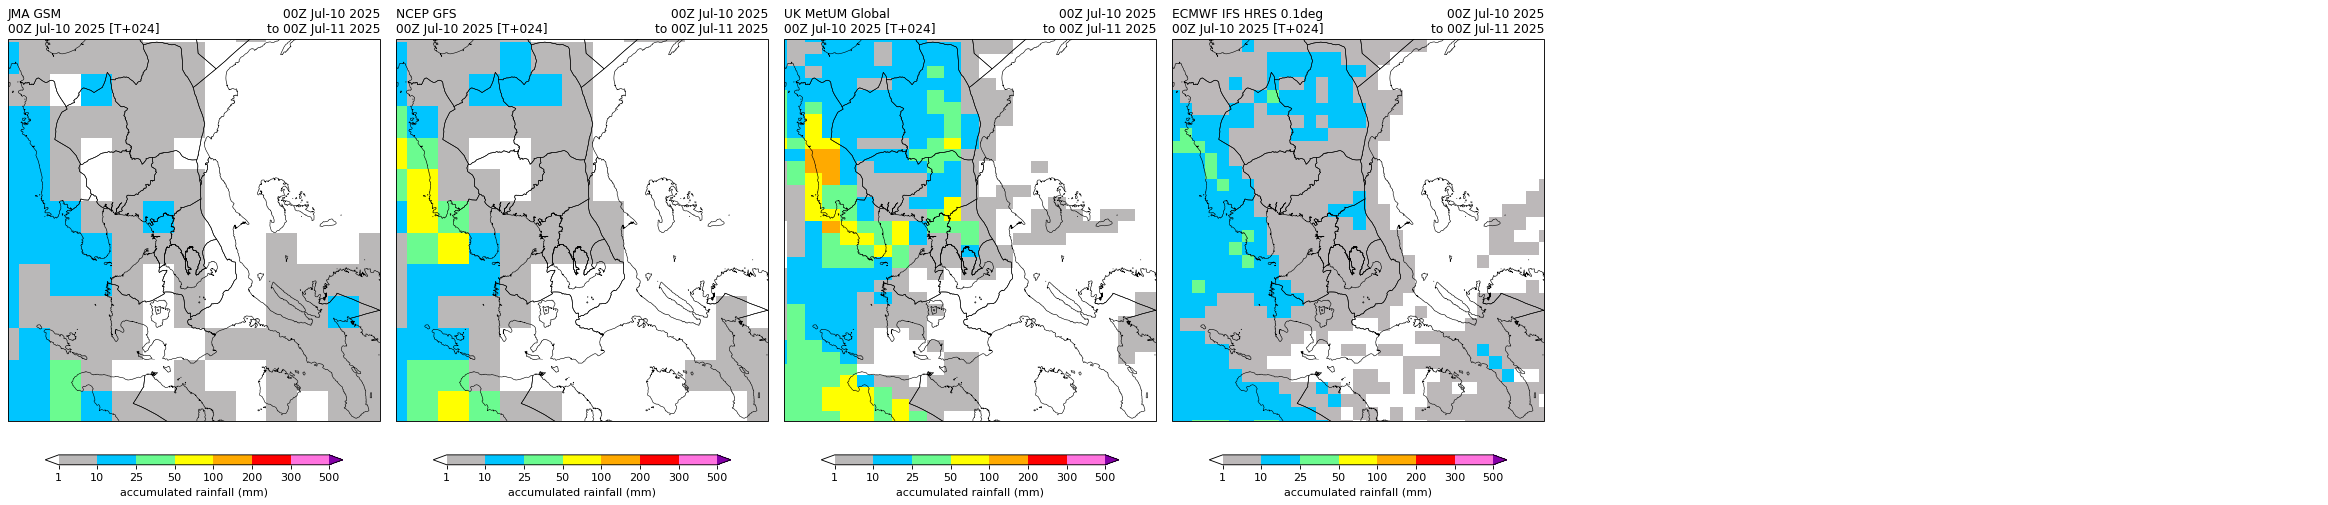 JMA GSM 00Z Jul-10 2025
00Z Jul-10 2025 [T+024] to 00Z Jul-11 2025
1 10 25 50 100 200 300 500
accumulated rainfall (mm)
NCEP GFS 00Z Jul-10 2025
00Z Jul-10 2025 [T+024] to 00Z Jul-11 2025
1 10 25 50 100 200 300 500
accumulated rainfall (mm)
UK MetUM Global 00Z Jul-10 2025
00Z Jul-10 2025 [T+024] to 00Z Jul-11 2025
1 10 25 50 100 200 300 500
accumulated rainfall (mm)
ECMWF IFS HRES 0.1deg 00Z Jul-10 2025
00Z Jul-10 2025 [T+024] to 00Z Jul-11 2025
1 10 25 50 100 200 300 500
accumulated rainfall (mm)